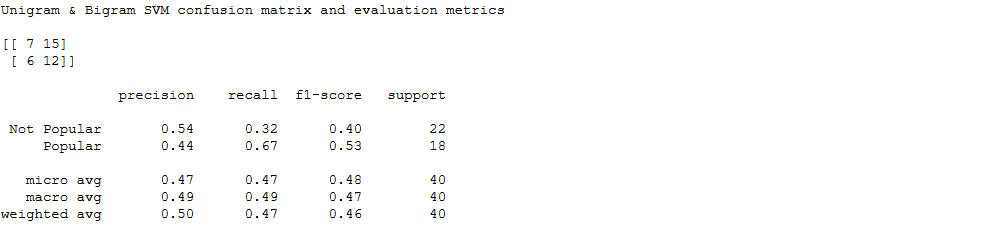 Unigram & Bigram SVM confusion matrix and evaluation metrics
[[ 7 15]
[ 6 12]]
precision recall f1-score support
Not Popular 0.54 0.32 0.40 22
Popular 0.44 0.67 0.53 18
micro avg 0.47 0.47 0.48 40
macro avg 0.49 0.49 0.47 40
weighted avg 0.50 0.47 0.46 40